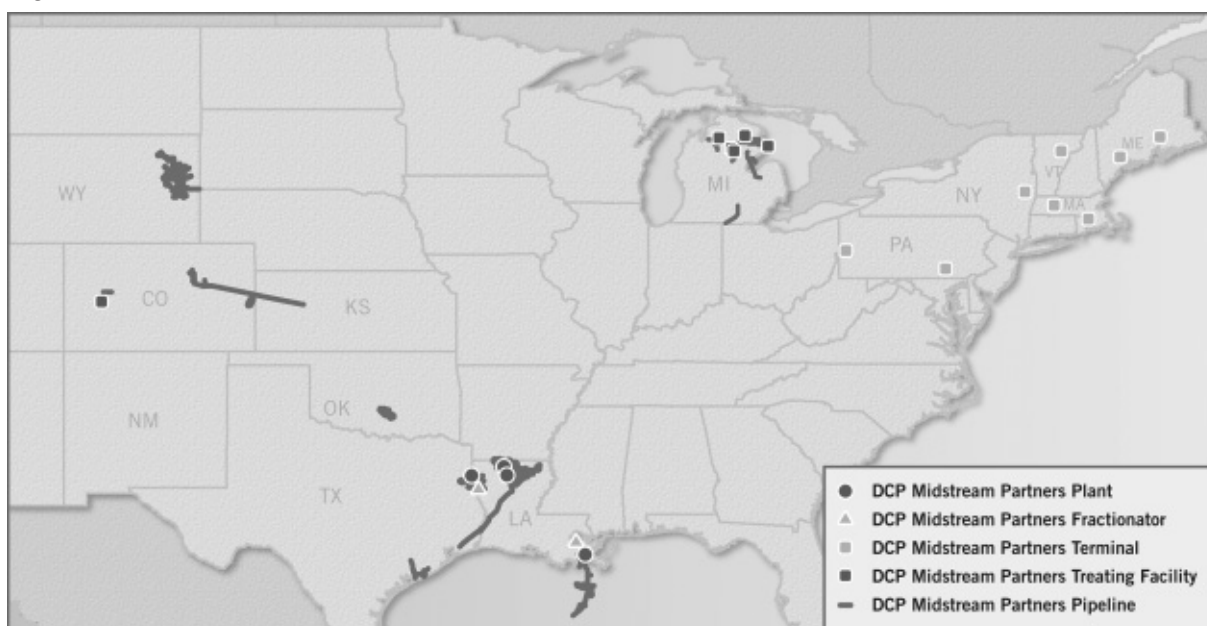 WY
MI
NY
VT
ME
MA
PA
CO
KS
NM
OK
TX
LA
DCP Midstream Partners Plant
DCP Midstream Partners Fractionator
DCP Midstream Partners Terminal
DCP Midstream Partners Treating Facility
DCP Midstream Partners Pipeline